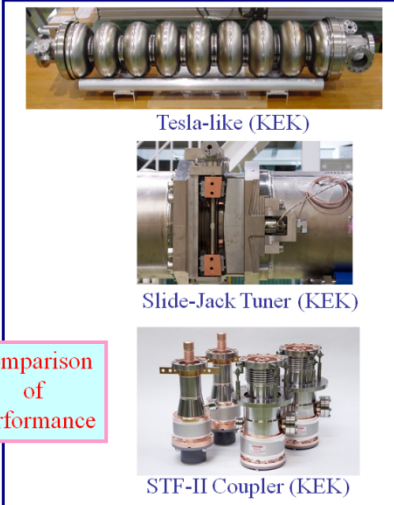 Tesla-like (KEK)
Slide-Jack Tuner (KEK)
mparison
of
rformance
STF-II Coupler (KEK)